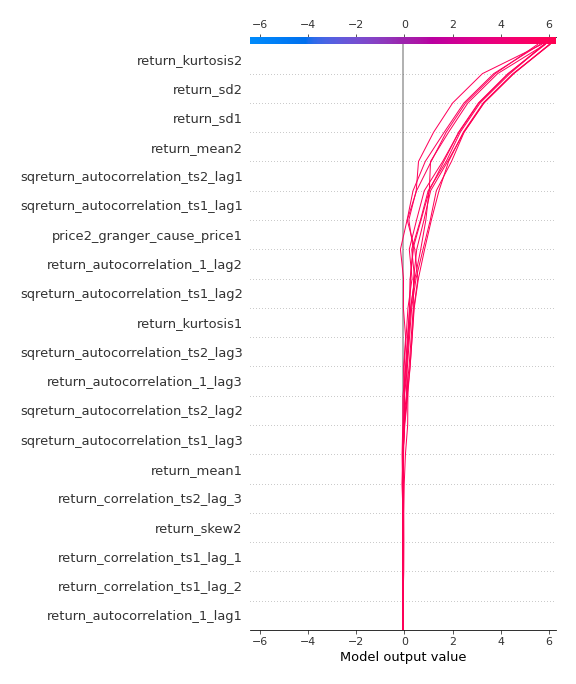 −6 −4 −2 0 2 4 6
return_kurtosis2
return_sd2
return_sd1
return_mean2
sqreturn_autocorrelation_ts2_lag1
sqreturn_autocorrelation_ts1_lag1
price2_granger_cause_price1
return_autocorrelation_1_lag2
sqreturn_autocorrelation_ts1_lag2
return_kurtosis1
sqreturn_autocorrelation_ts2_lag3
return_autocorrelation_1_lag3
sqreturn_autocorrelation_ts2_lag2
sqreturn_autocorrelation_ts1_lag3
return_mean1
return_correlation_ts2_lag_3
return_skew2
return_correlation_ts1_lag_1
return_correlation_ts1_lag_2
return_autocorrelation_1_lag1
−6 −4 −2 0 2 4 6
Model output value